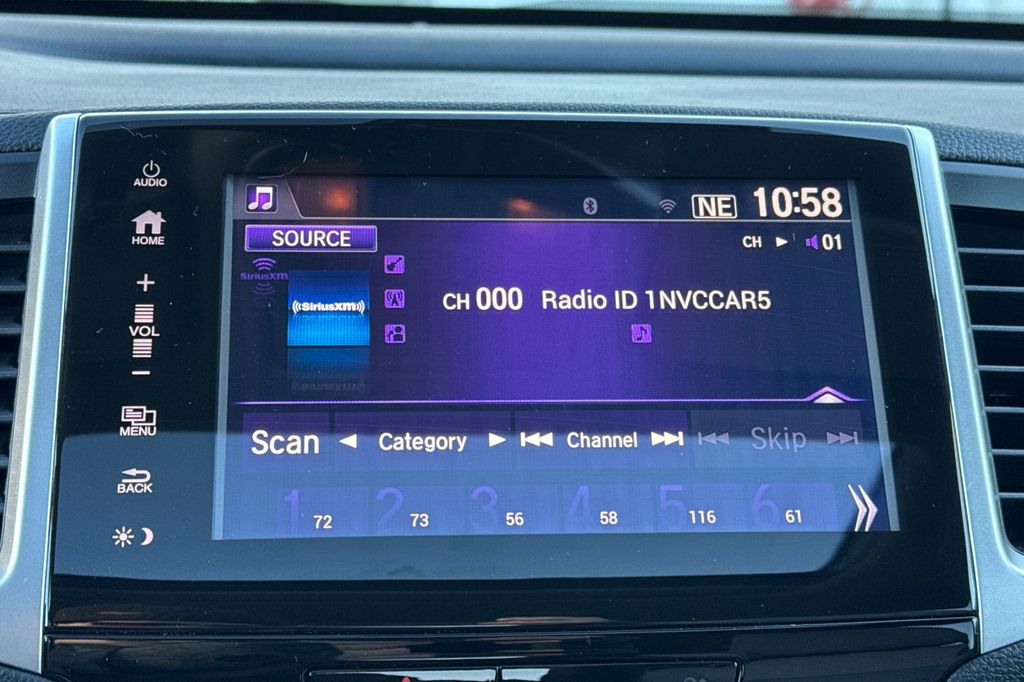 AUDIO
HOME
+
VOL
−
MENU
BACK
NE 10:58
SOURCE
CH 01
SiriusXM
((SiriusXM))
CH 000 Radio ID 1NVCCAR5
Scan Category Channel Skip
1 72 2 73 3 56 4 58 5 116 6 61